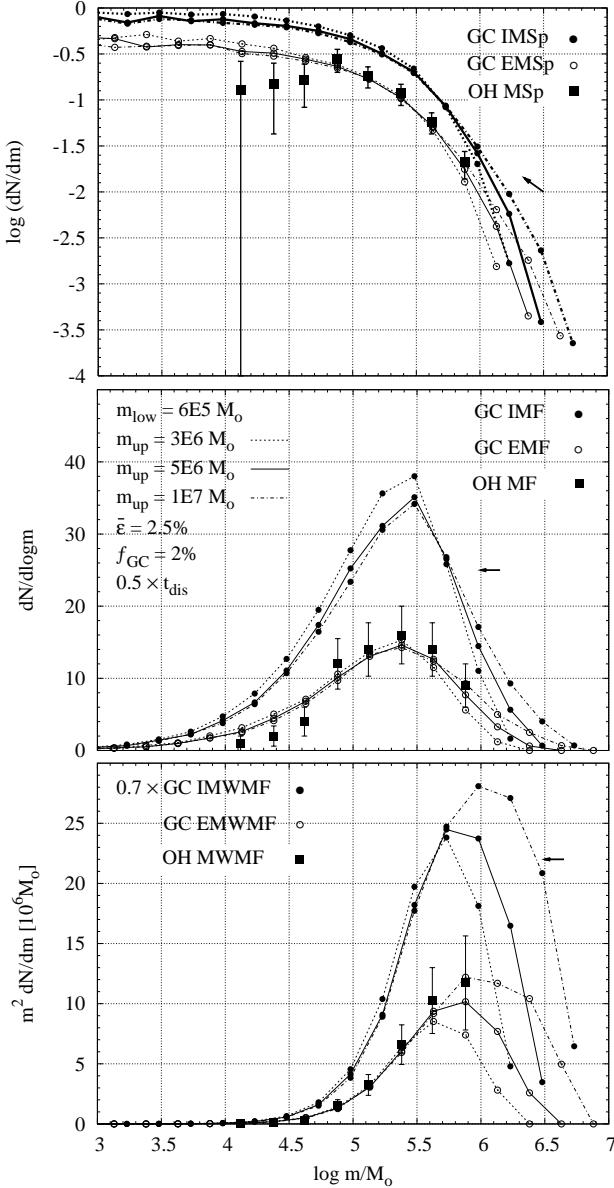 0
-0.5
-1
-1.5
-2
-2.5
-3
-3.5
-4
log (dN/dm)
GC IMSp
GC EMSp
OH MSp
40
30
20
10
0
dN/dlogm
m_low = 6E5 M_o
m_up = 3E6 M_o
m_up = 5E6 M_o
m_up = 1E7 M_o
ε̄ = 2.5%
f_GC = 2%
0.5 × t_dis
GC IMF
GC EMF
OH MF
25
20
15
10
5
0
m² dN/dm [10⁶M_o]
0.7 × GC IMWMF
GC EMWMF
OH MWMF
3 3.5 4 4.5 5 5.5 6 6.5 7
log m/M_o